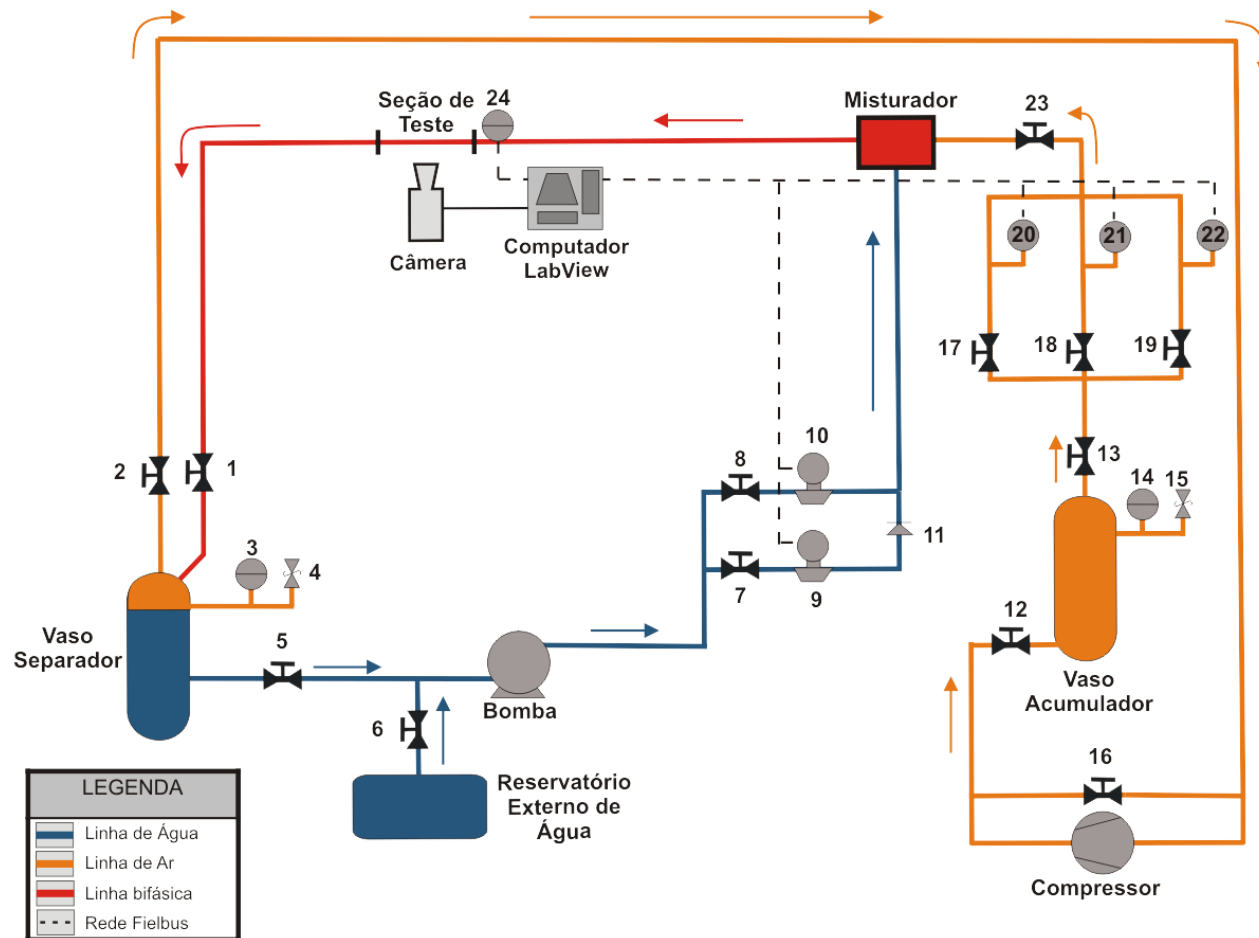 24
Seção de
Teste
Misturador
23
Câmera
Computador
LabView
20
21
22
17
18
19
2
1
8
10
13
14
15
3
4
11
7
9
12
Vaso
Separador
5
Bomba
6
Vaso
Acumulador
16
Reservatório
Externo de
Água
Compressor
LEGENDA
Linha de Água
Linha de Ar
Linha bifásica
Rede Fielbus